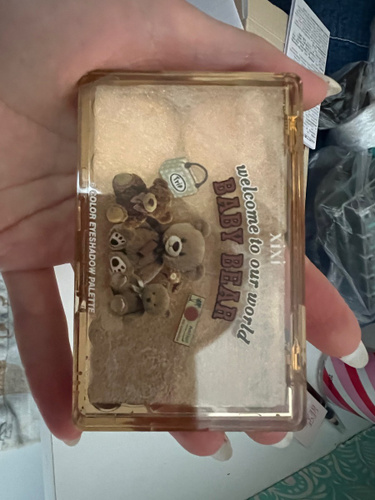 XIXI
welcome to our world
BABY BEAR
COLOR EYESHADOW PALETTE